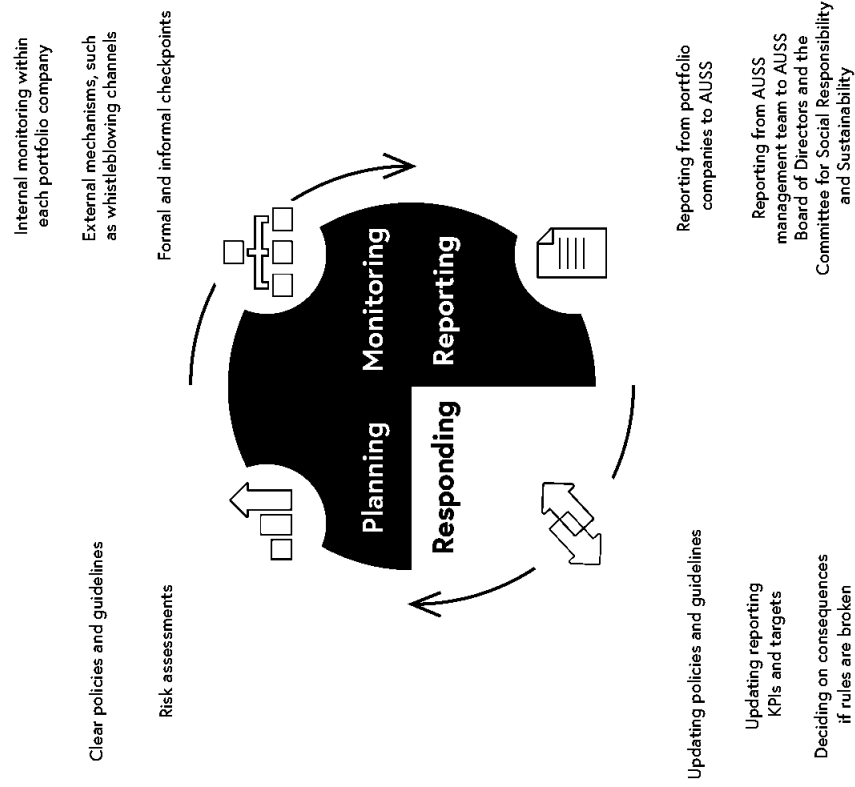 Clear policies and guidelines
Risk assessments
Internal monitoring within
each portfolio company
External mechanisms, such
as whistleblowing channels
Formal and informal checkpoints
Planning
Monitoring
Responding
Reporting
Updating policies and guidelines
Updating reporting
KPIs and targets
Deciding on consequences
if rules are broken
Reporting from portfolio
companies to AUSS
Reporting from AUSS
management team to AUSS
Board of Directors and the
Committee for Social Responsibility
and Sustainability